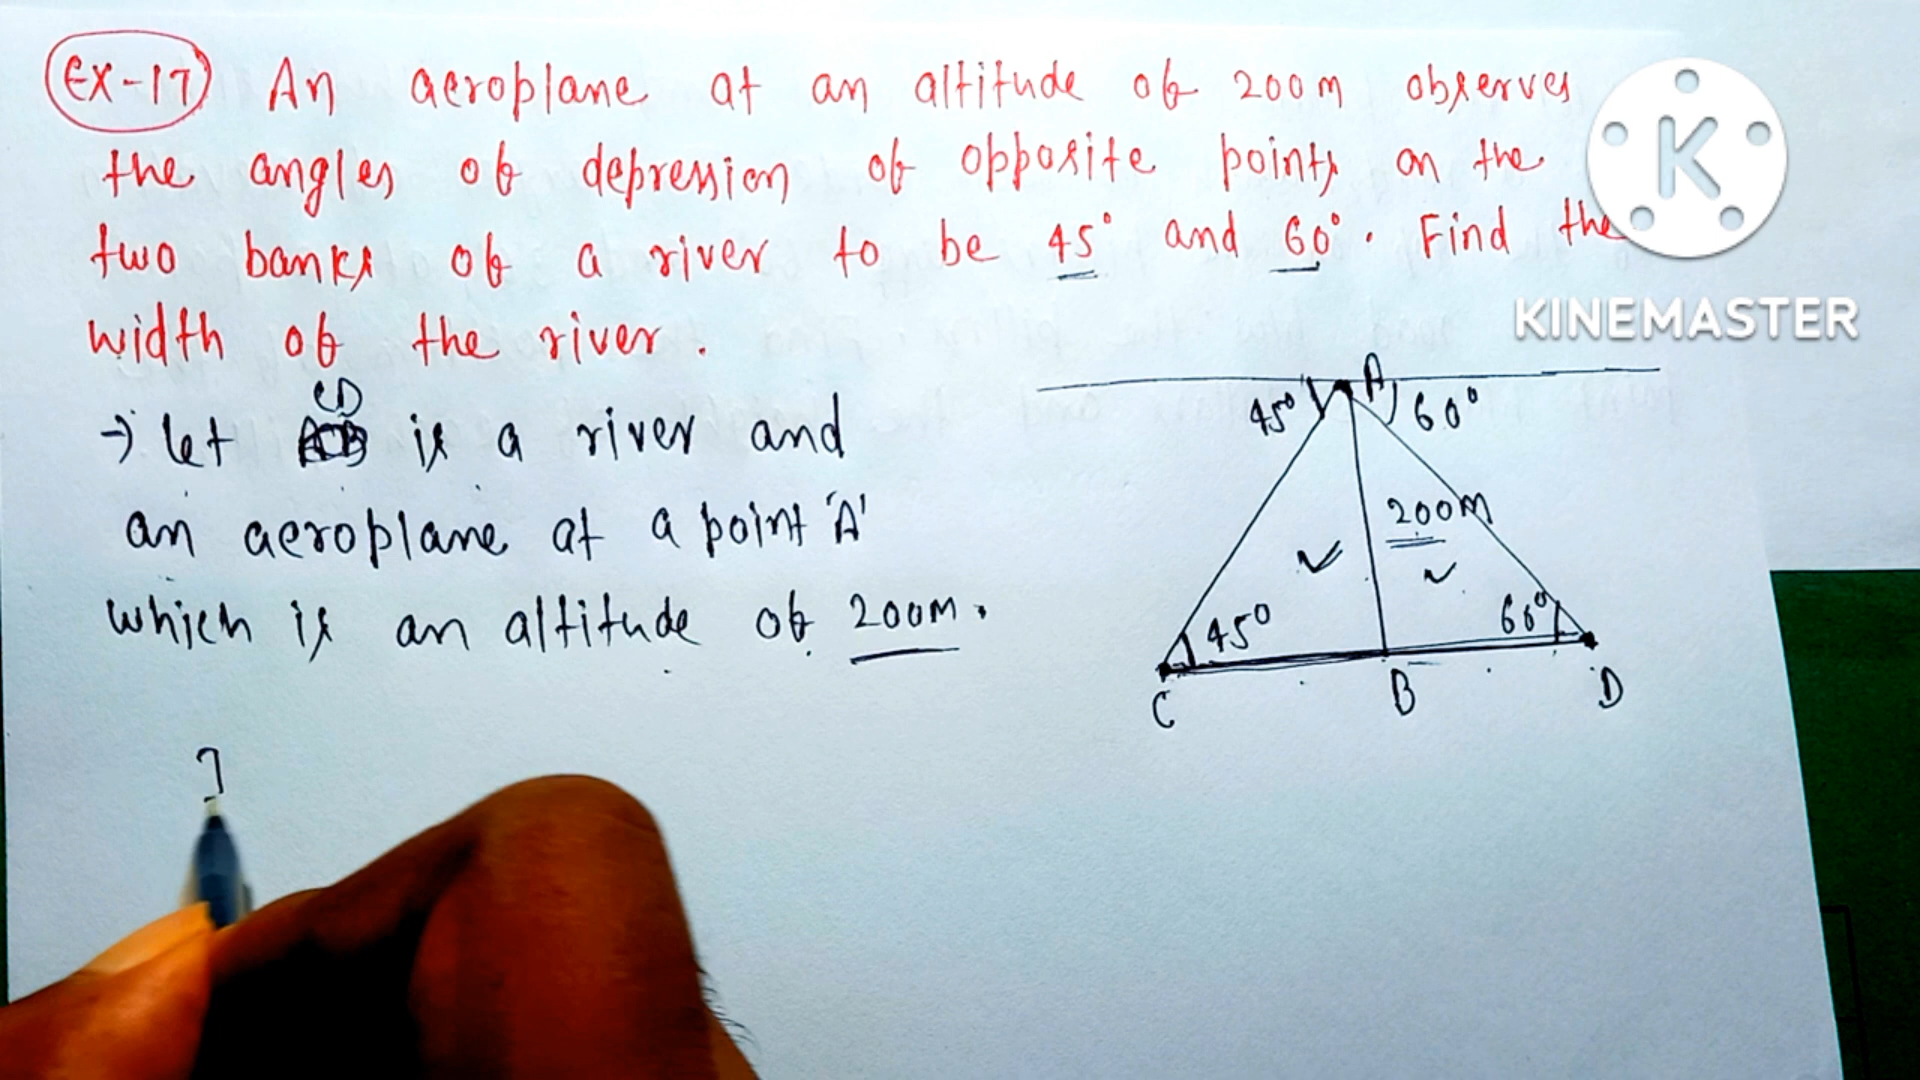 Ex-17 An aeroplane at an altitude of 200m observes
the angles of depression of opposite points on the
two banks of a river to be 45° and 60°. Find the
width of the river.
CD
→ let is a river and
an aeroplane at a point 'A'
which is an altitude of 200m.
A
45° 60°
200m
45° 60°
C B D
K
KINEMASTER